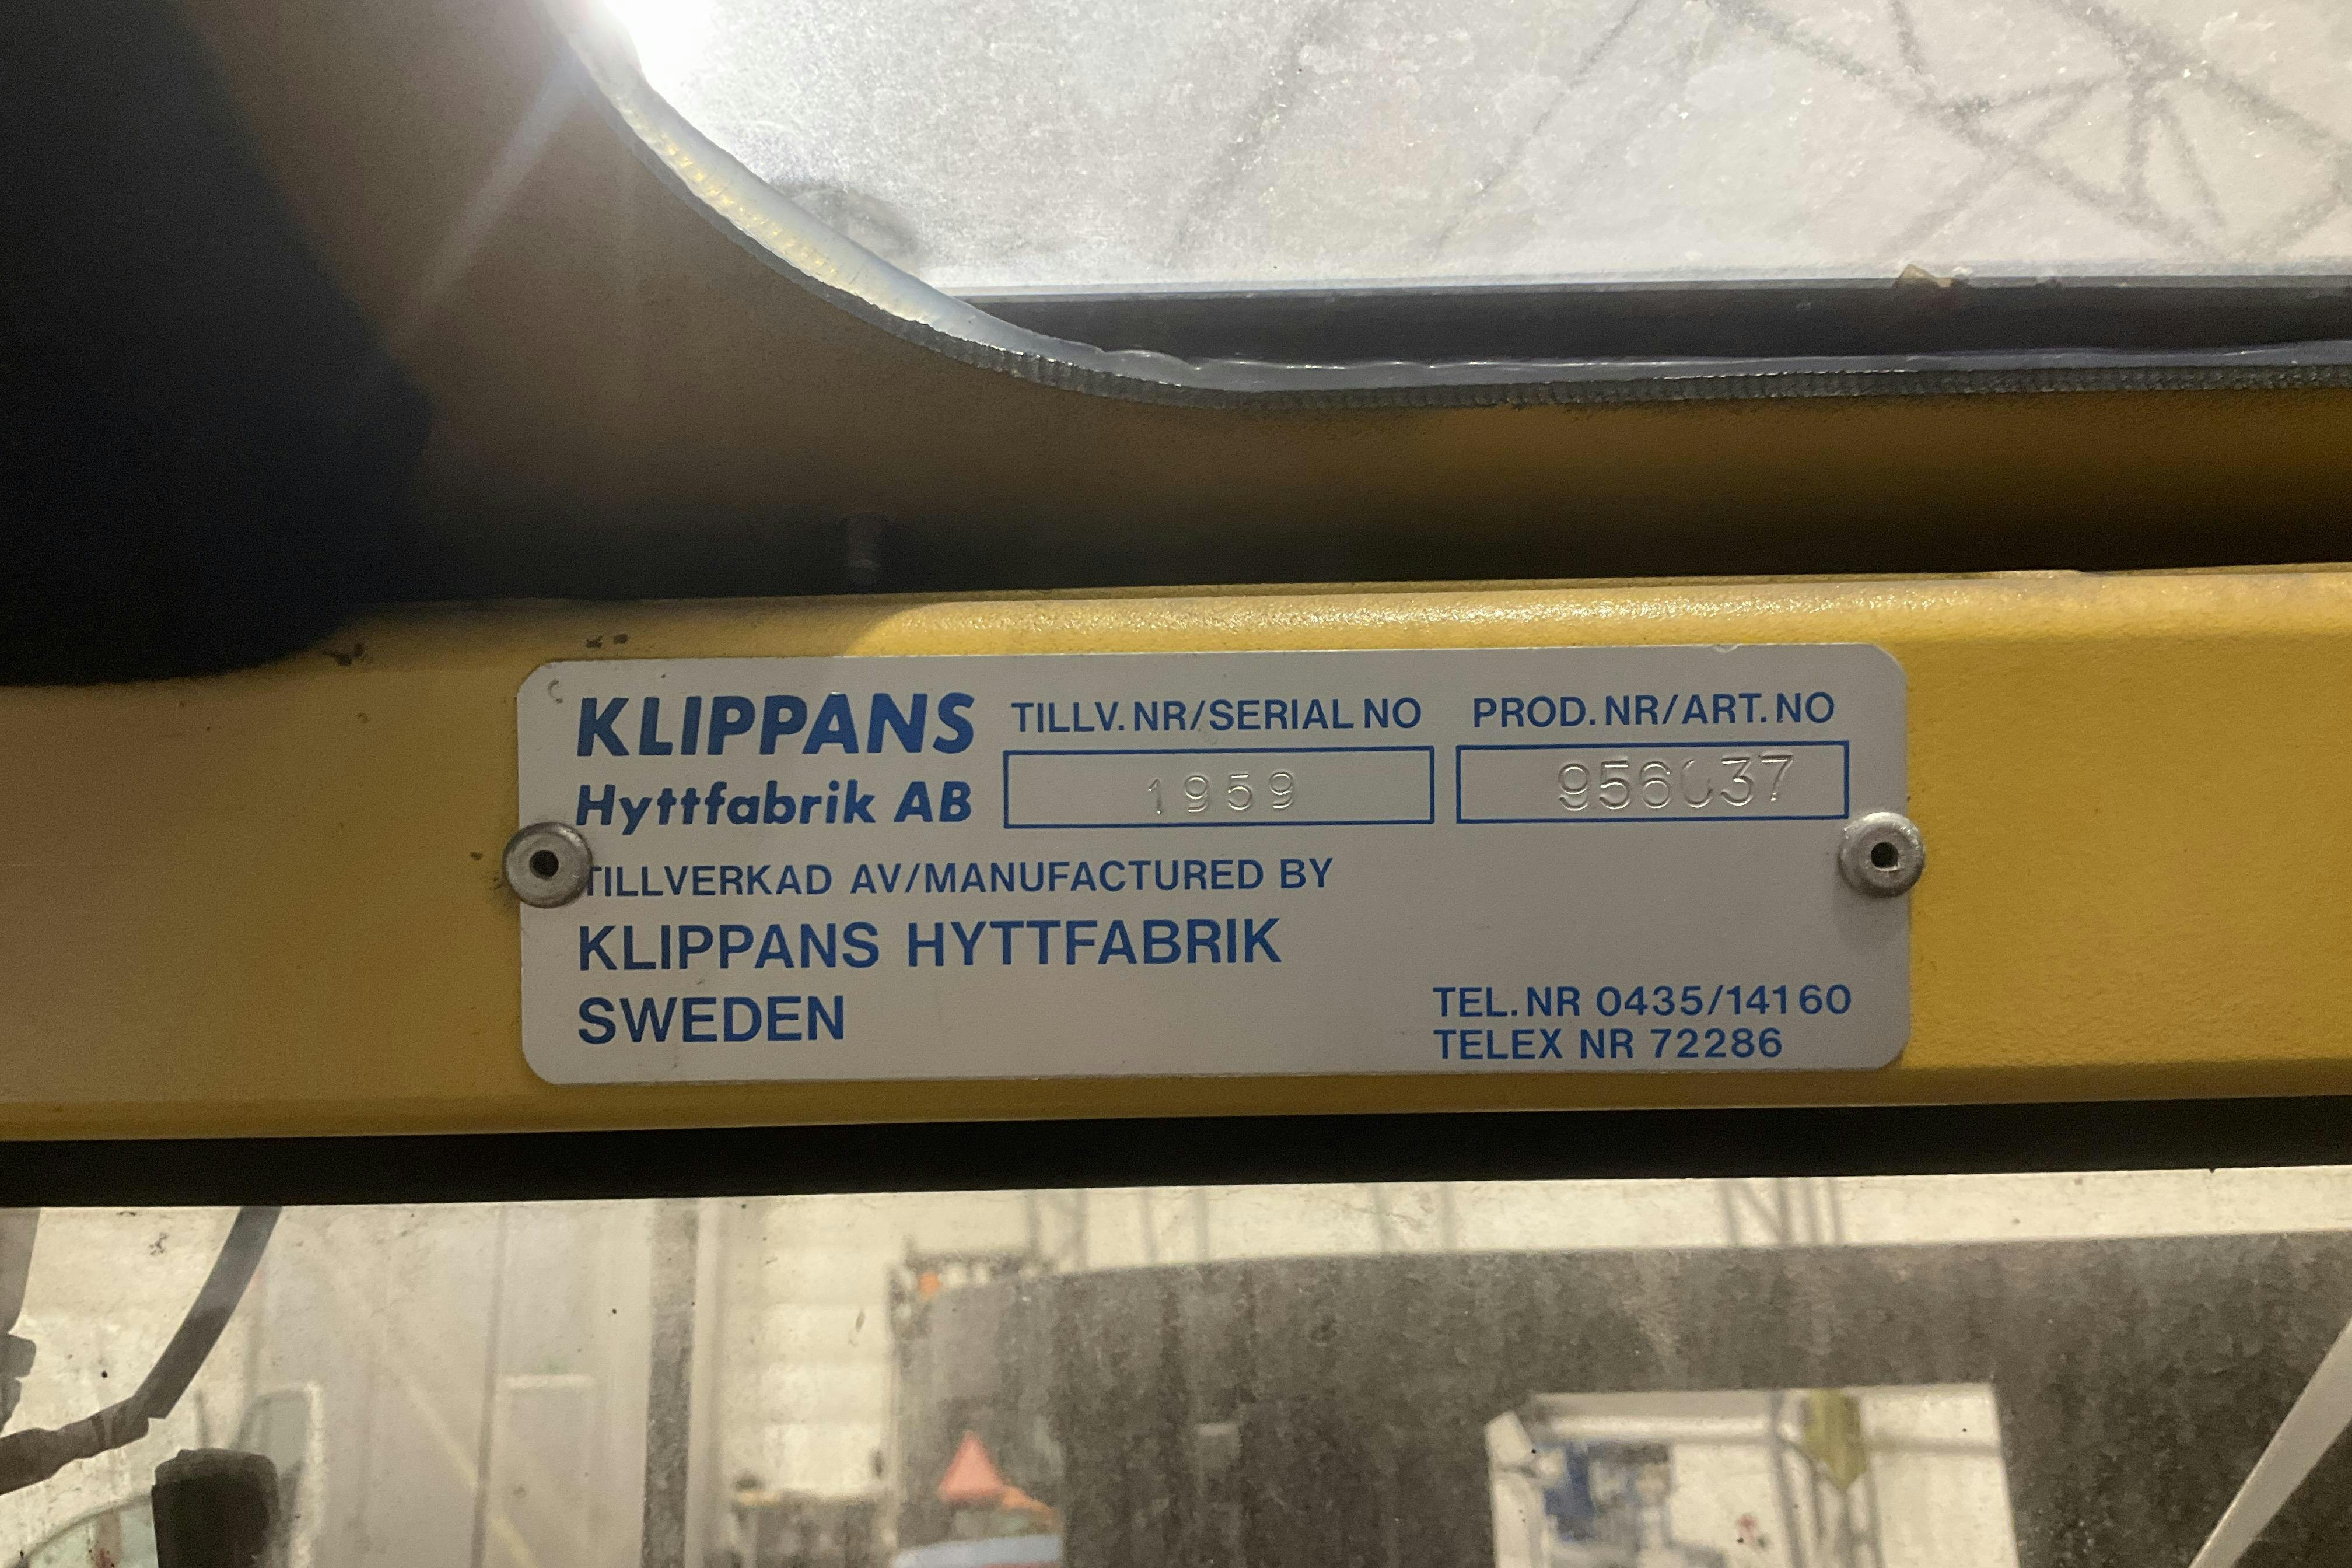 KLIPPANS
Hyttfabrik AB
TILLV.NR/SERIAL NO
1959
PROD.NR/ART.NO
956037
TILLVERKAD AV/MANUFACTURED BY
KLIPPANS HYTTFABRIK
SWEDEN
TEL.NR 0435/14160
TELEX NR 72286